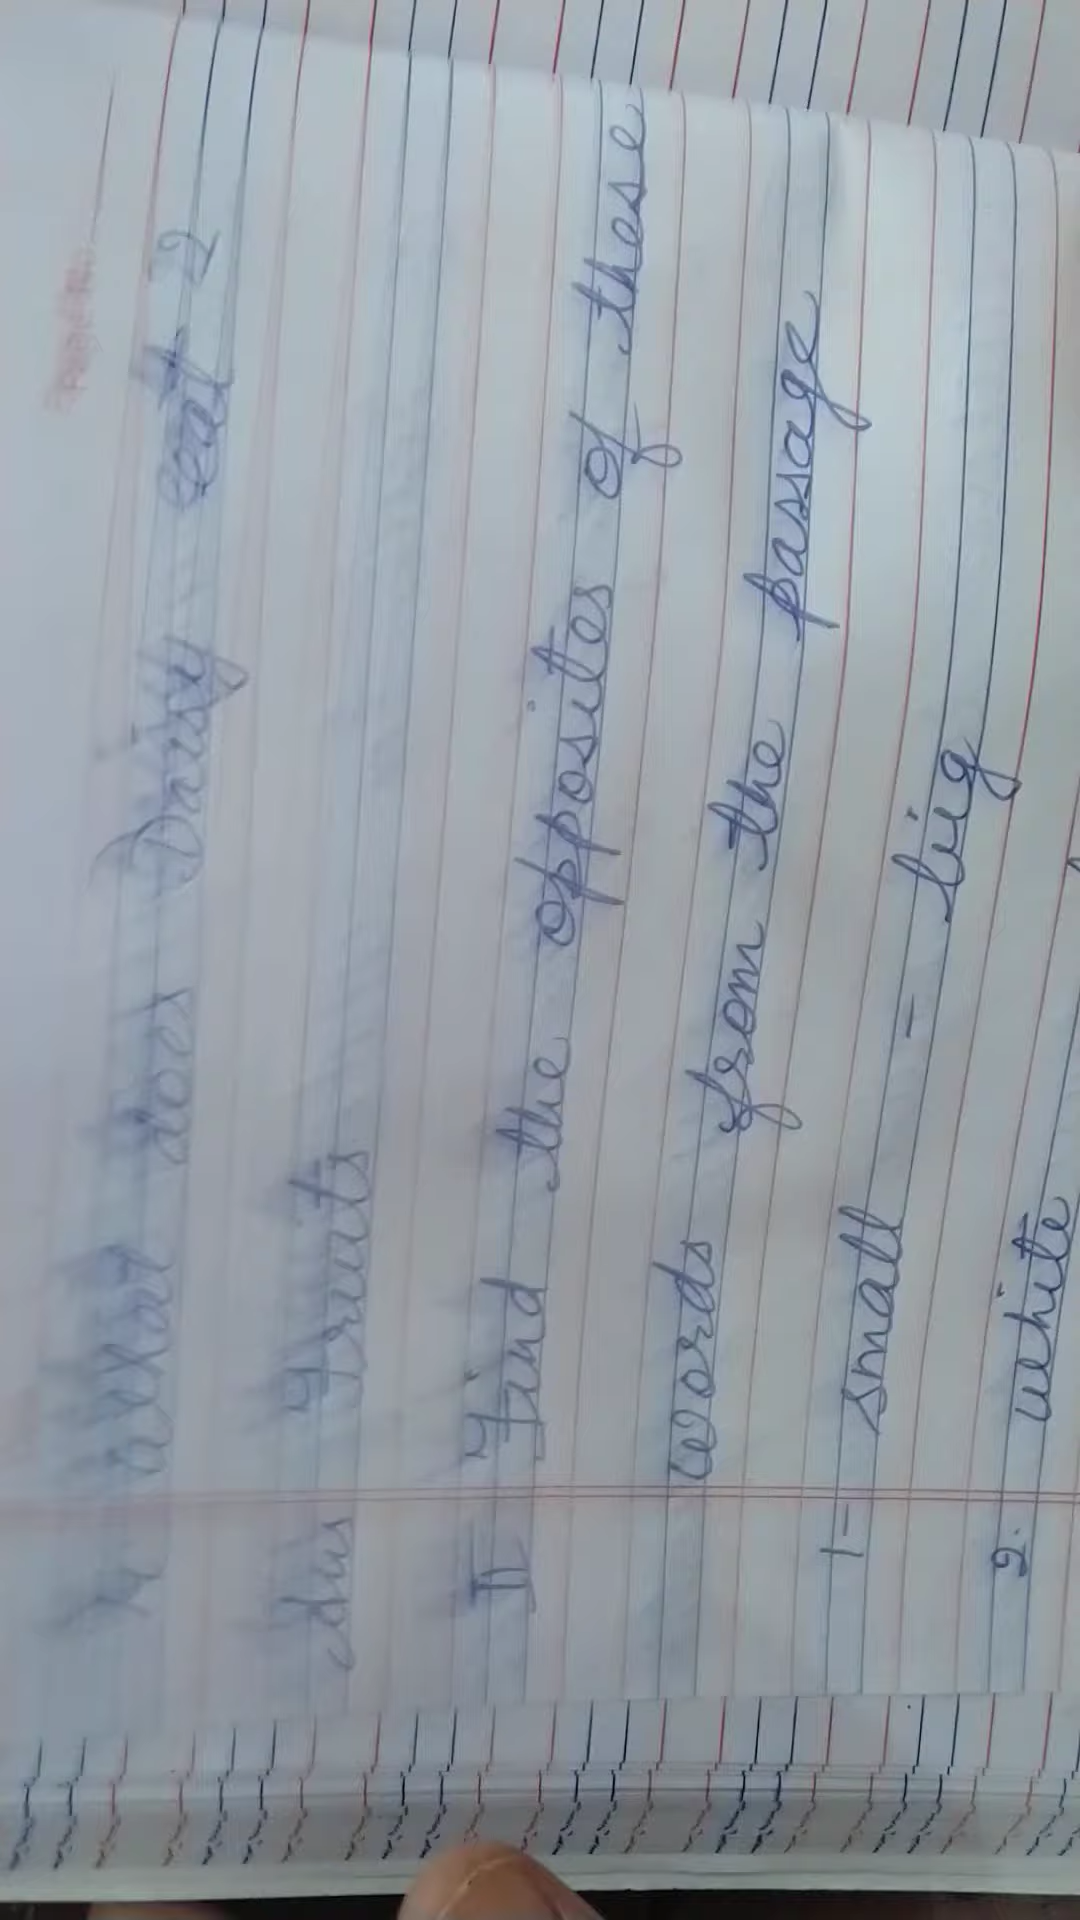 4 what does Daisy eat ?
Ans Fruits
II Find the opposites of these
words from the passage
1- small - big
2. white